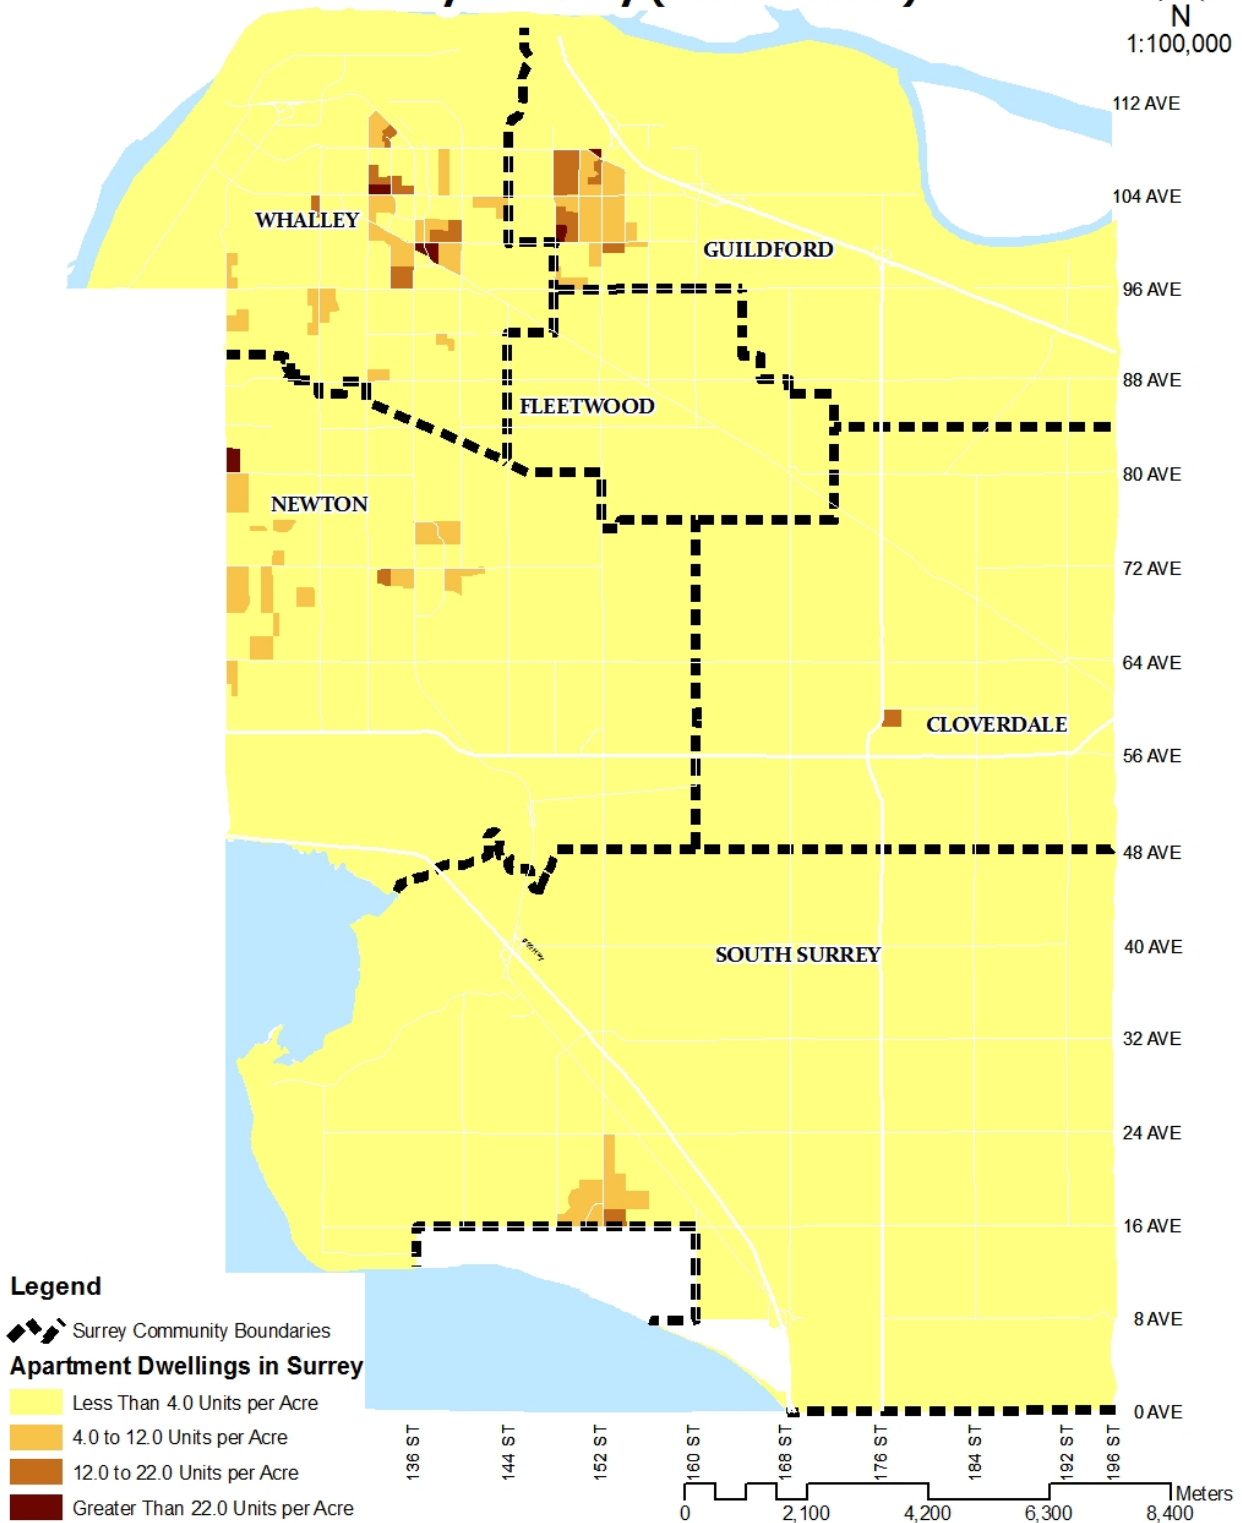 N
1:100,000
112 AVE
104 AVE
WHALLEY
GUILDFORD
96 AVE
88 AVE
FLEETWOOD
80 AVE
NEWTON
72 AVE
64 AVE
CLOVERDALE
56 AVE
48 AVE
40 AVE
SOUTH SURREY
32 AVE
24 AVE
16 AVE
8 AVE
0 AVE
Legend
Surrey Community Boundaries
Apartment Dwellings in Surrey
Less Than 4.0 Units per Acre
4.0 to 12.0 Units per Acre
12.0 to 22.0 Units per Acre
Greater Than 22.0 Units per Acre
136 ST
144 ST
152 ST
160 ST
168 ST
176 ST
184 ST
192 ST
196 ST
Meters
0 2,100 4,200 6,300 8,400